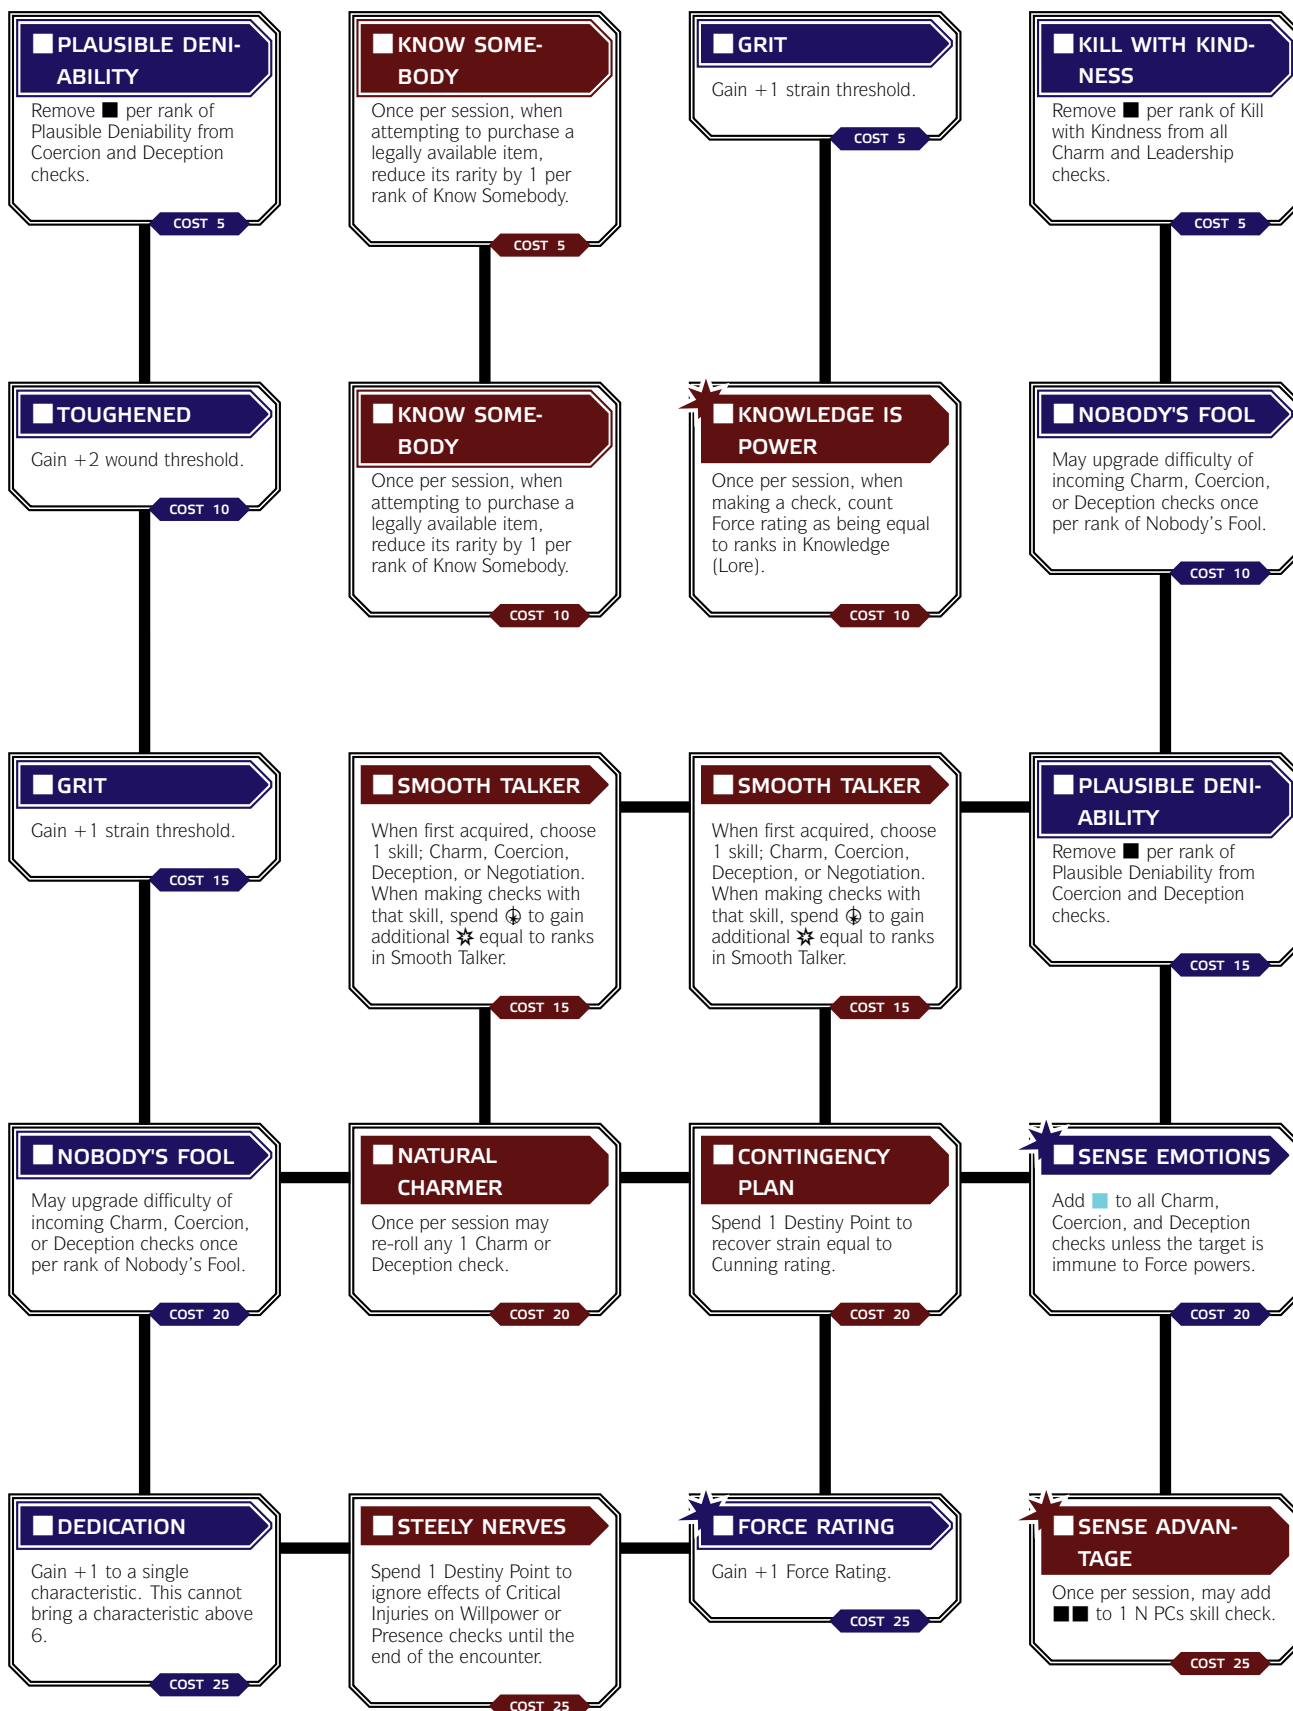 PLAUSIBLE DENI-
ABILITY
Remove ■ per rank of
Plausible Deniability from
Coercion and Deception
checks.
COST 5
KNOW SOME-
BODY
Once per session, when
attempting to purchase a
legally available item,
reduce its rarity by 1 per
rank of Know Somebody.
COST 5
GRIT
Gain +1 strain threshold.
COST 5
KILL WITH KIND-
NESS
Remove ■ per rank of Kill
with Kindness from all
Charm and Leadership
checks.
COST 5
TOUGHENED
Gain +2 wound threshold.
COST 10
KNOW SOME-
BODY
Once per session, when
attempting to purchase a
legally available item,
reduce its rarity by 1 per
rank of Know Somebody.
COST 10
KNOWLEDGE IS
POWER
Once per session, when
making a check, count
Force rating as being equal
to ranks in Knowledge
(Lore).
COST 10
NOBODY'S FOOL
May upgrade difficulty of
incoming Charm, Coercion,
or Deception checks once
per rank of Nobody's Fool.
COST 10
GRIT
Gain +1 strain threshold.
COST 15
SMOOTH TALKER
When first acquired, choose
1 skill; Charm, Coercion,
Deception, or Negotiation.
When making checks with
that skill, spend to gain
additional equal to ranks
in Smooth Talker.
COST 15
SMOOTH TALKER
When first acquired, choose
1 skill; Charm, Coercion,
Deception, or Negotiation.
When making checks with
that skill, spend to gain
additional equal to ranks
in Smooth Talker.
COST 15
PLAUSIBLE DENI-
ABILITY
Remove ■ per rank of
Plausible Deniability from
Coercion and Deception
checks.
COST 15
NOBODY'S FOOL
May upgrade difficulty of
incoming Charm, Coercion,
or Deception checks once
per rank of Nobody's Fool.
COST 20
NATURAL
CHARMER
Once per session may
re-roll any 1 Charm or
Deception check.
COST 20
CONTINGENCY
PLAN
Spend 1 Destiny Point to
recover strain equal to
Cunning rating.
COST 20
SENSE EMOTIONS
Add ■ to all Charm,
Coercion, and Deception
checks unless the target is
immune to Force powers.
COST 20
DEDICATION
Gain +1 to a single
characteristic. This cannot
bring a characteristic above
6.
COST 25
STEELY NERVES
Spend 1 Destiny Point to
ignore effects of Critical
Injuries on Willpower or
Presence checks until the
end of the encounter.
COST 25
FORCE RATING
Gain +1 Force Rating.
COST 25
SENSE ADVAN-
TAGE
Once per session, may add
■■ to 1 N PCs skill check.
COST 25